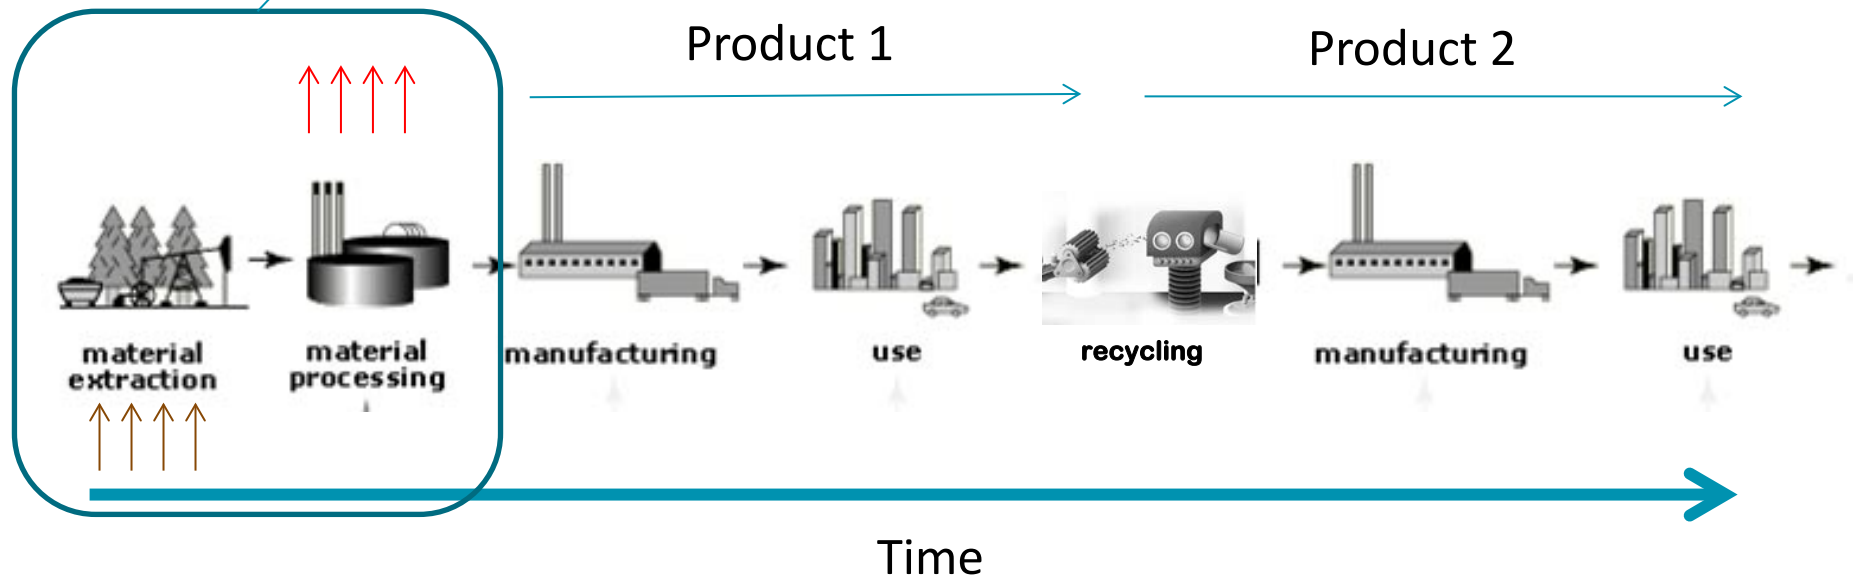 Product 1
Product 2
material
extraction
material
processing
manufacturing
use
recycling
manufacturing
use
Time